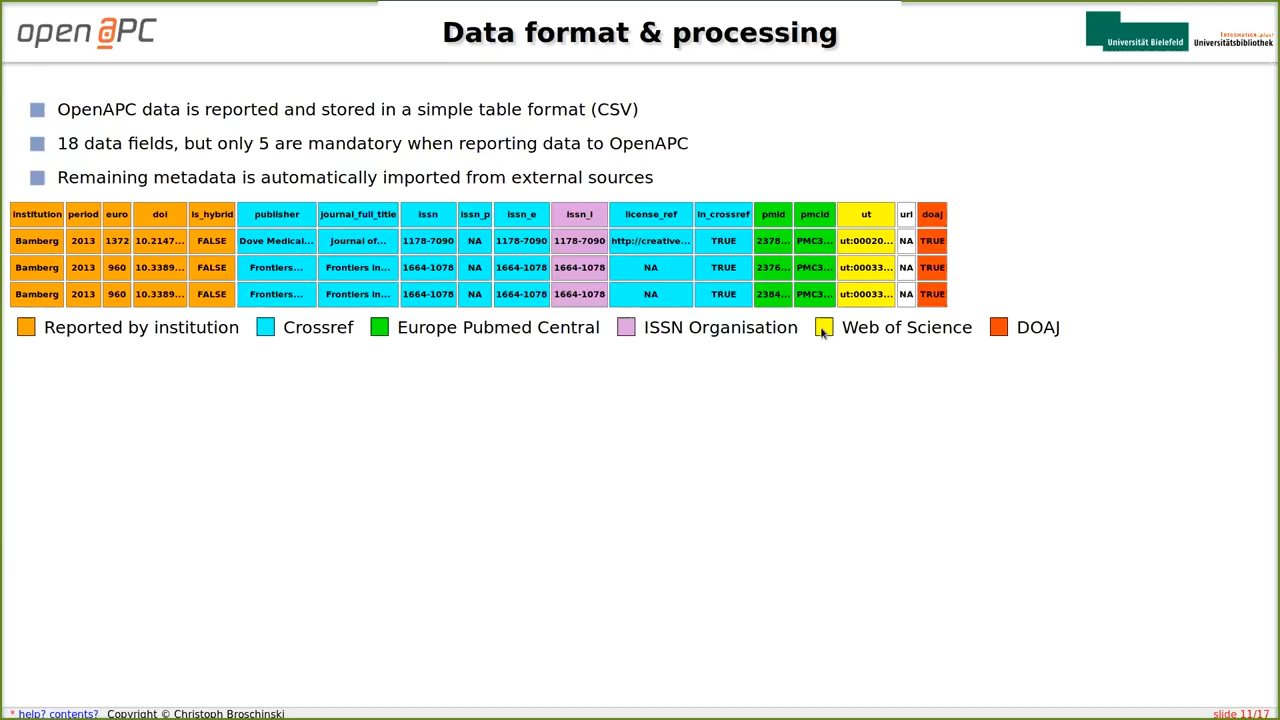 open aPC
Data format & processing
Universität Bielefeld
Information.plus!
Universitätsbibliothek
OpenAPC data is reported and stored in a simple table format (CSV)
18 data fields, but only 5 are mandatory when reporting data to OpenAPC
Remaining metadata is automatically imported from external sources
institution period euro doi is_hybrid publisher journal_full_title issn issn_p issn_e issn_l license_ref in_crossref pmid pmcid ut url doaj
Bamberg 2013 1372 10.2147... FALSE Dove Medical... Journal of... 1178-7090 NA 1178-7090 1178-7090 http://creative... TRUE 2378... PMC3... ut:00020... NA TRUE
Bamberg 2013 960 10.3389... FALSE Frontiers... Frontiers in... 1664-1078 NA 1664-1078 1664-1078 NA TRUE 2376... PMC3... ut:00033... NA TRUE
Bamberg 2013 960 10.3389... FALSE Frontiers... Frontiers in... 1664-1078 NA 1664-1078 1664-1078 NA TRUE 2384... PMC3... ut:00033... NA TRUE
Reported by institution Crossref Europe Pubmed Central ISSN Organisation Web of Science DOAJ
* help? contents? Copyright © Christoph Broschinski slide 11/17